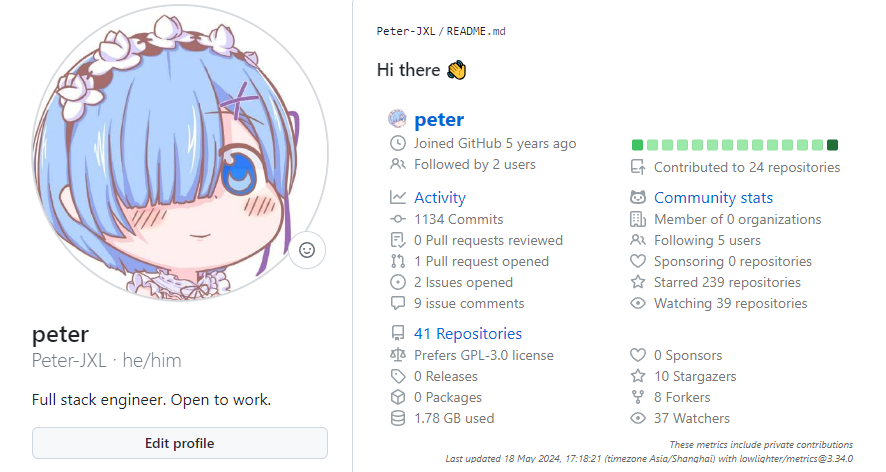 peter
Peter-JXL · he/him
Full stack engineer. Open to work.
Edit profile
Peter-JXL / README.md
Hi there 👋
peter
Joined GitHub 5 years ago
Followed by 2 users
Contributed to 24 repositories
Activity
1134 Commits
0 Pull requests reviewed
1 Pull request opened
2 Issues opened
9 issue comments
Community stats
Member of 0 organizations
Following 5 users
Sponsoring 0 repositories
Starred 239 repositories
Watching 39 repositories
41 Repositories
Prefers GPL-3.0 license
0 Releases
0 Packages
1.78 GB used
0 Sponsors
10 Stargazers
8 Forkers
37 Watchers
These metrics include private contributions
Last updated 18 May 2024, 17:18:21 (timezone Asia/Shanghai) with lowlighter/metrics@3.34.0